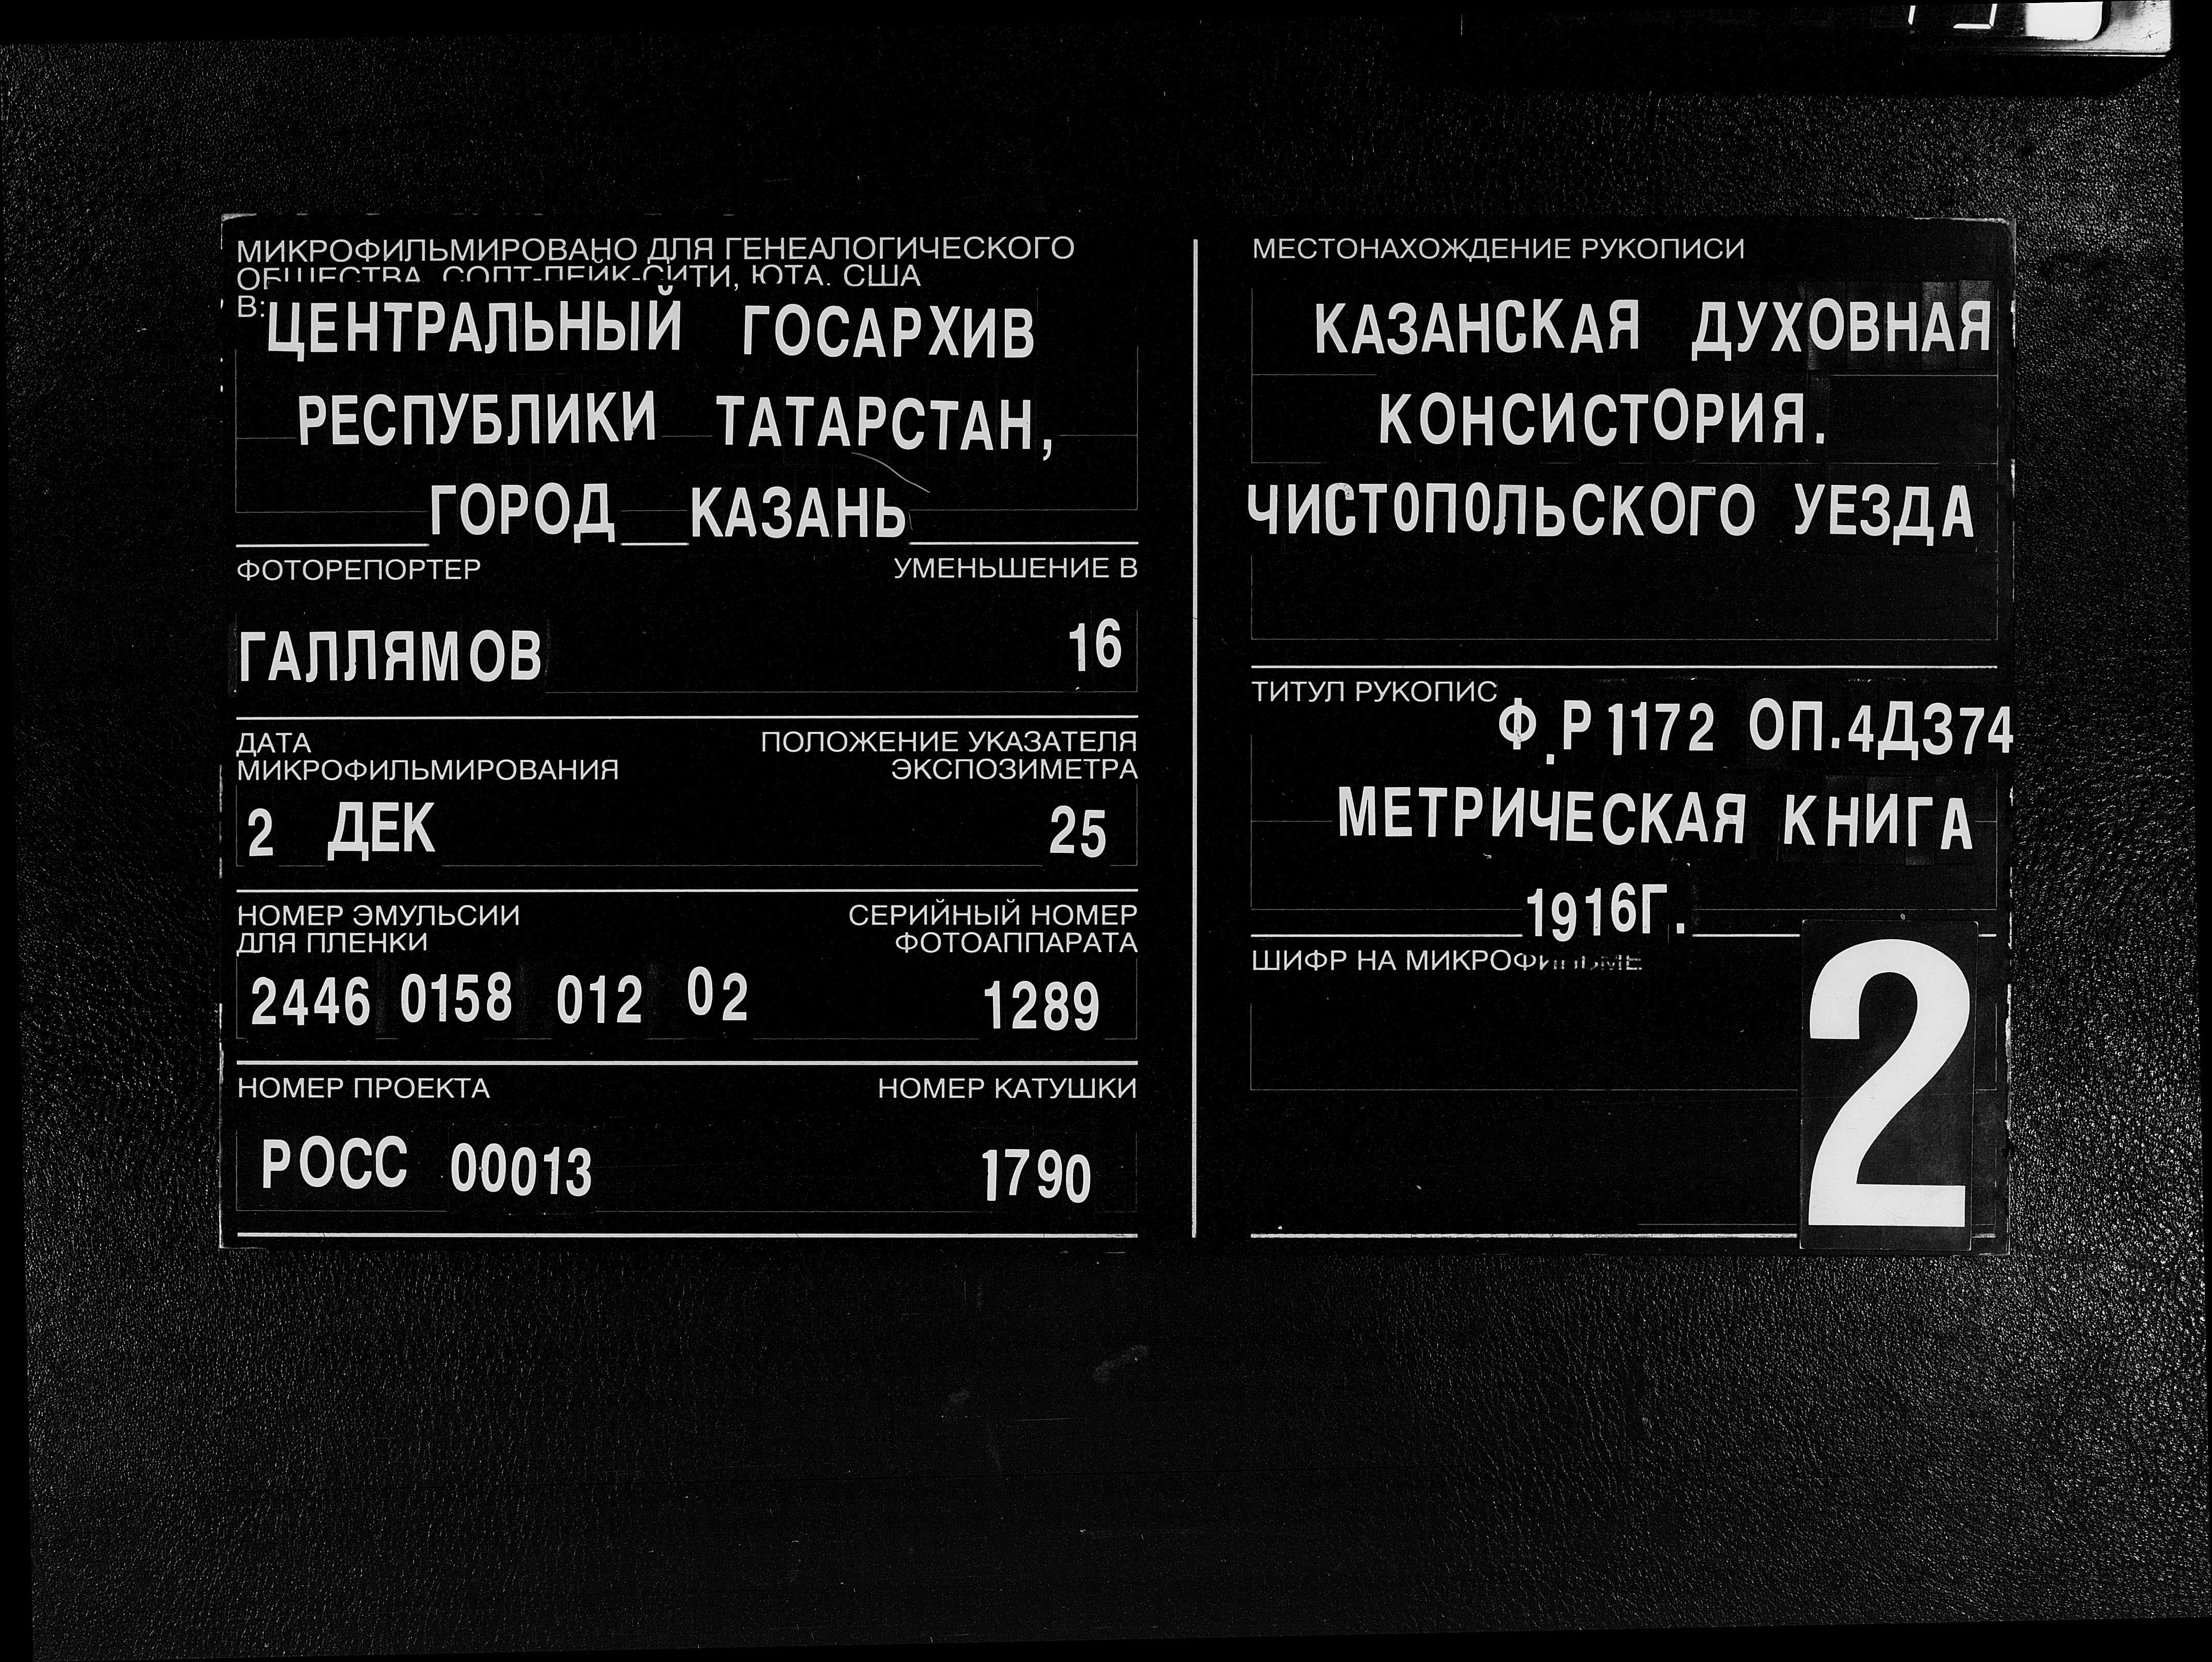 МИКРОФИЛЬМИРОВАНО ДЛЯ ГЕНЕАЛОГИЧЕСКОГО
ОБЩЕСТВА, СОЛТ-ЛЕЙК-СИТИ, ЮТА. США
В:
ЦЕНТРАЛЬНЫЙ ГОСАРХИВ
РЕСПУБЛИКИ ТАТАРСТАН,
ГОРОД КАЗАНЬ
ФОТОРЕПОРТЕР
УМЕНЬШЕНИЕ В
ГАЛЛЯМОВ
16
ДАТА
МИКРОФИЛЬМИРОВАНИЯ
ПОЛОЖЕНИЕ УКАЗАТЕЛЯ
ЭКСПОЗИМЕТРА
2 ДЕК
25
НОМЕР ЭМУЛЬСИИ
ДЛЯ ПЛЕНКИ
СЕРИЙНЫЙ НОМЕР
ФОТОАППАРАТА
2446 0158 012 02
1289
НОМЕР ПРОЕКТА
НОМЕР КАТУШКИ
РОСС 00013
1790
МЕСТОНАХОЖДЕНИЕ РУКОПИСИ
КАЗАНСКАЯ ДУХОВНАЯ
КОНСИСТОРИЯ.
ЧИСТОПОЛЬСКОГО УЕЗДА
ТИТУЛ РУКОПИС
Ф.Р1172 ОП.4Д374
МЕТРИЧЕСКАЯ КНИГА
1916Г.
ШИФР НА МИКРОФИЛЬМЕ
2